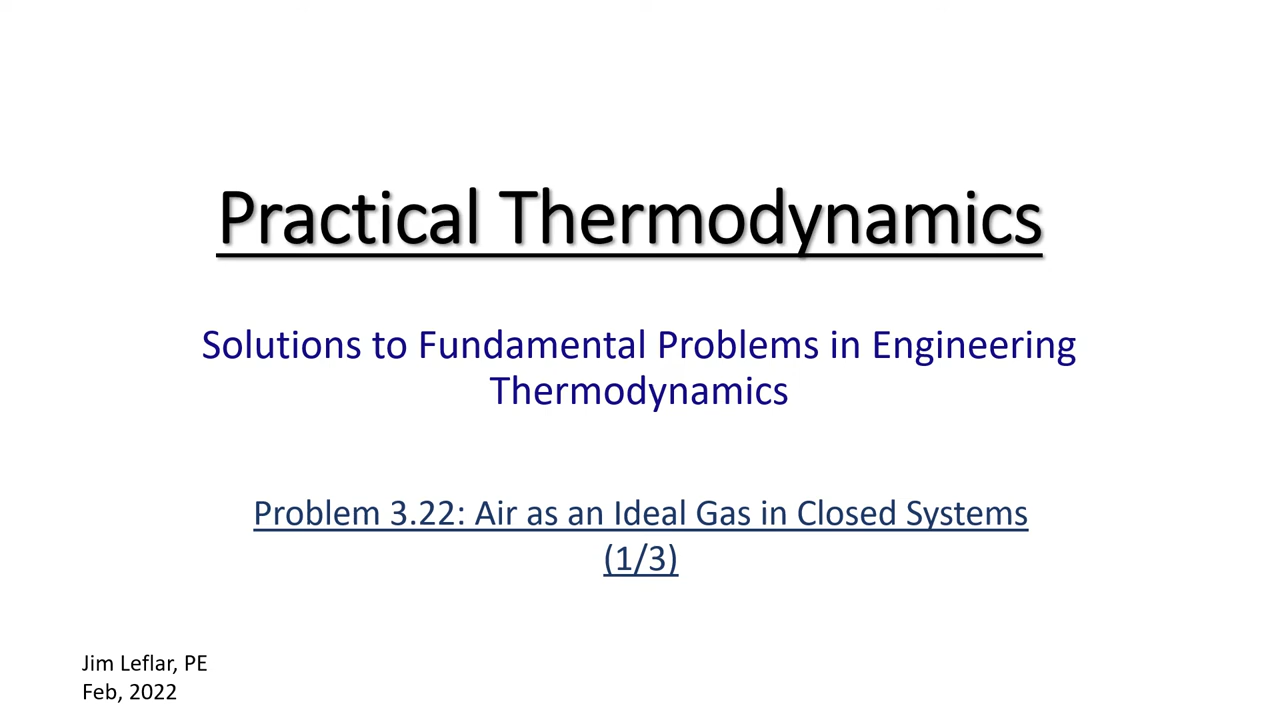 Practical Thermodynamics
Solutions to Fundamental Problems in Engineering
Thermodynamics
Problem 3.22: Air as an Ideal Gas in Closed Systems
(1/3)
Jim Leflar, PE
Feb, 2022